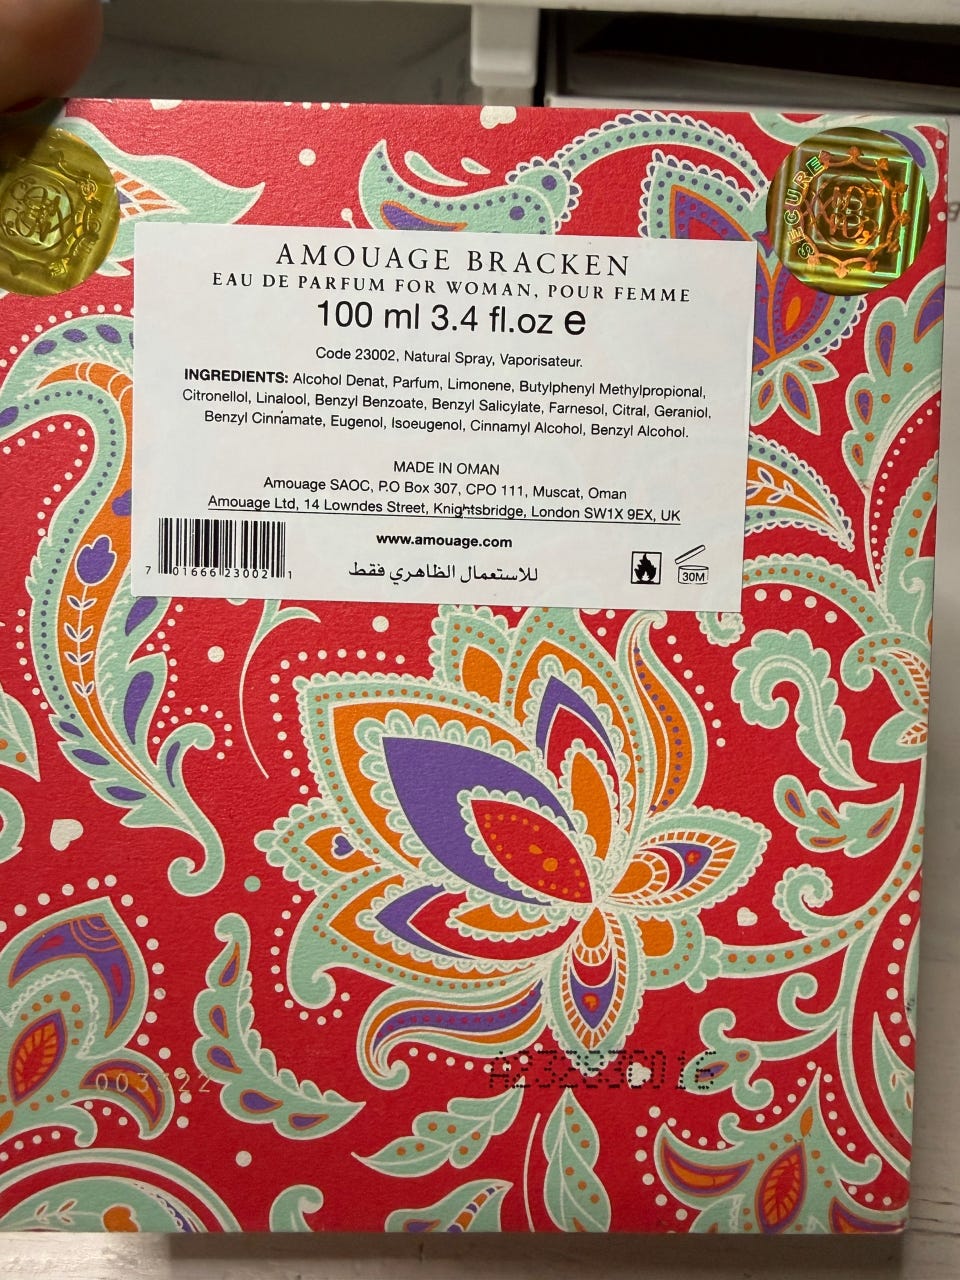 SECURE
AMOUAGE BRACKEN
EAU DE PARFUM FOR WOMAN, POUR FEMME
100 ml 3.4 fl.oz e
Code 23002, Natural Spray, Vaporisateur.
INGREDIENTS: Alcohol Denat, Parfum, Limonene, Butylphenyl Methylpropional,
Citronellol, Linalool, Benzyl Benzoate, Benzyl Salicylate, Farnesol, Citral, Geraniol,
Benzyl Cinnamate, Eugenol, Isoeugenol, Cinnamyl Alcohol, Benzyl Alcohol.
MADE IN OMAN
Amouage SAOC, P.O Box 307, CPO 111, Muscat, Oman
Amouage Ltd, 14 Lowndes Street, Knightsbridge, London SW1X 9EX, UK
www.amouage.com
للاستعمال الظاهري فقط
30M
7 01666 23002 1